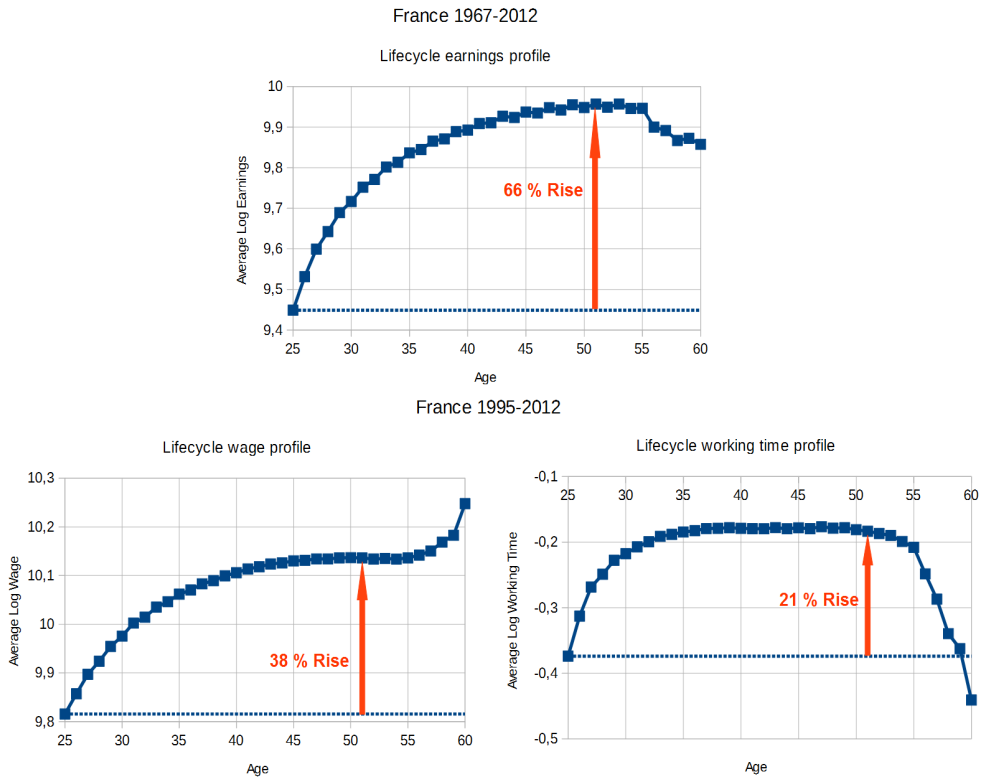 France 1967-2012
Lifecycle earnings profile
10
9,9
9,8
9,7
9,6
9,5
9,4
Average Log Earnings
66 % Rise
25 30 35 40 45 50 55 60
Age
France 1995-2012
Lifecycle wage profile
10,3
10,2
10,1
10
9,9
9,8
Average Log Wage
38 % Rise
25 30 35 40 45 50 55 60
Age
Lifecycle working time profile
-0,1
25 30 35 40 45 50 55 60
-0,2
-0,3
-0,4
-0,5
Average Log Working Time
21 % Rise
Age